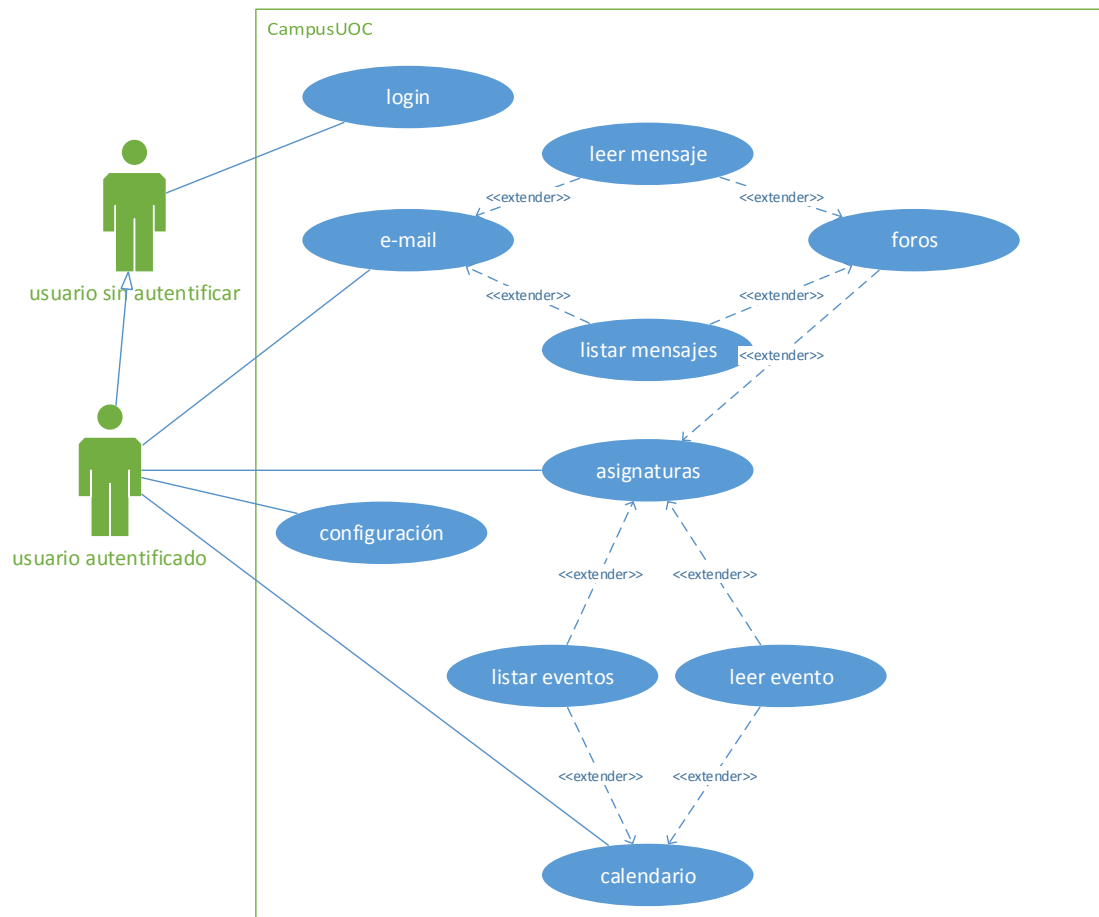 CampusUOC
login
leer mensaje
<<extender>>
<<extender>>
e-mail
foros
usuario sin autentificar
<<extender>>
<<extender>>
listar mensajes
<<extender>>
asignaturas
configuración
usuario autentificado
<<extender>>
<<extender>>
listar eventos
leer evento
<<extender>>
<<extender>>
calendario